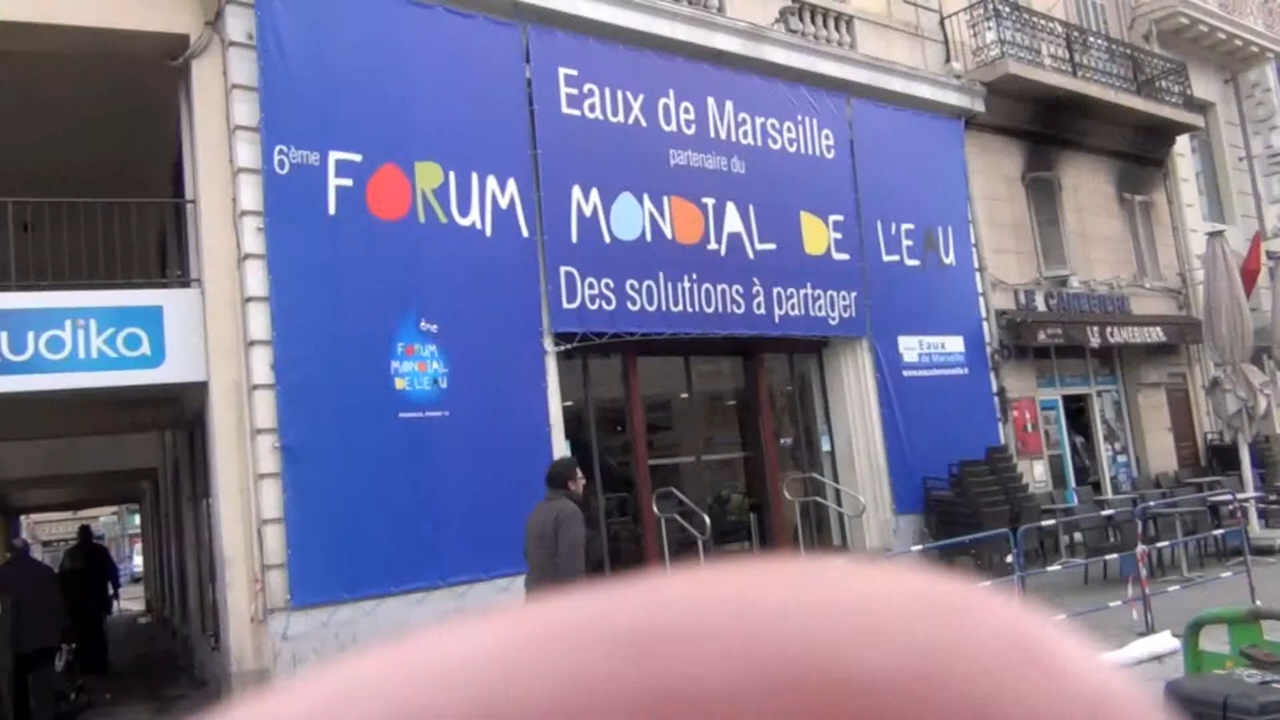 6ème FORUM MONDIAL DE L'EAU
Eaux de Marseille
partenaire du
Des solutions à partager
ème
FORUM
MONDIAL
DE L'EAU
Eaux
de Marseille
udika
LE CANEBIERE
LE CANEBIERE